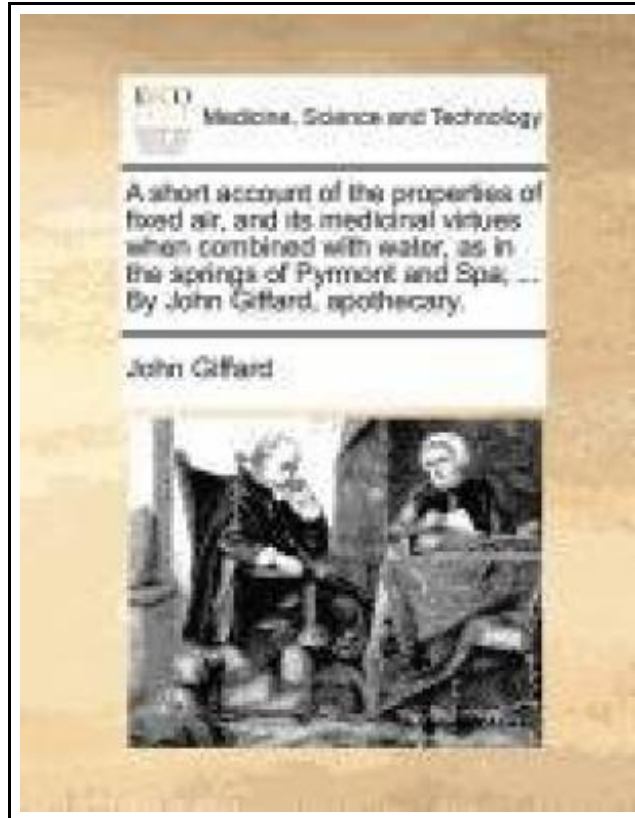 ECCO
Medicine, Science and Technology
A short account of the properties of
fixed air, and its medicinal virtues
when combined with water, as in
the springs of Pyrmont and Spa; ...
By John Giffard, apothecary.
John Giffard